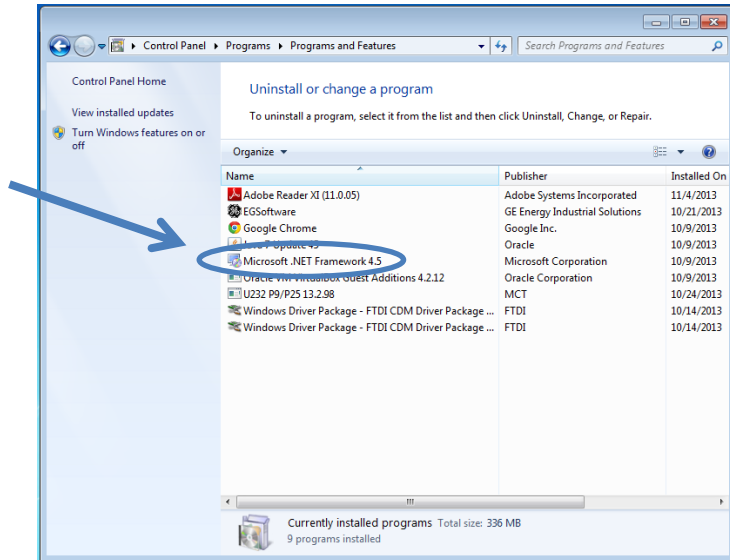 Control Panel Programs Programs and Features Search Programs and Features
Control Panel Home
View installed updates
Turn Windows features on or
off
Uninstall or change a program
To uninstall a program, select it from the list and then click Uninstall, Change, or Repair.
Organize
Name Publisher Installed On
Adobe Reader XI (11.0.05) Adobe Systems Incorporated 11/4/2013
EGSoftware GE Energy Industrial Solutions 10/21/2013
Google Chrome Google Inc. 10/9/2013
Java 7 Update 45 Oracle 10/9/2013
Microsoft .NET Framework 4.5 Microsoft Corporation 10/9/2013
Oracle VM VirtualBox Guest Additions 4.2.12 Oracle Corporation 10/9/2013
U232 P9/P25 13.2.98 MCT 10/24/2013
Windows Driver Package - FTDI CDM Driver Package ... FTDI 10/14/2013
Windows Driver Package - FTDI CDM Driver Package ... FTDI 10/14/2013
Currently installed programs Total size: 336 MB
9 programs installed